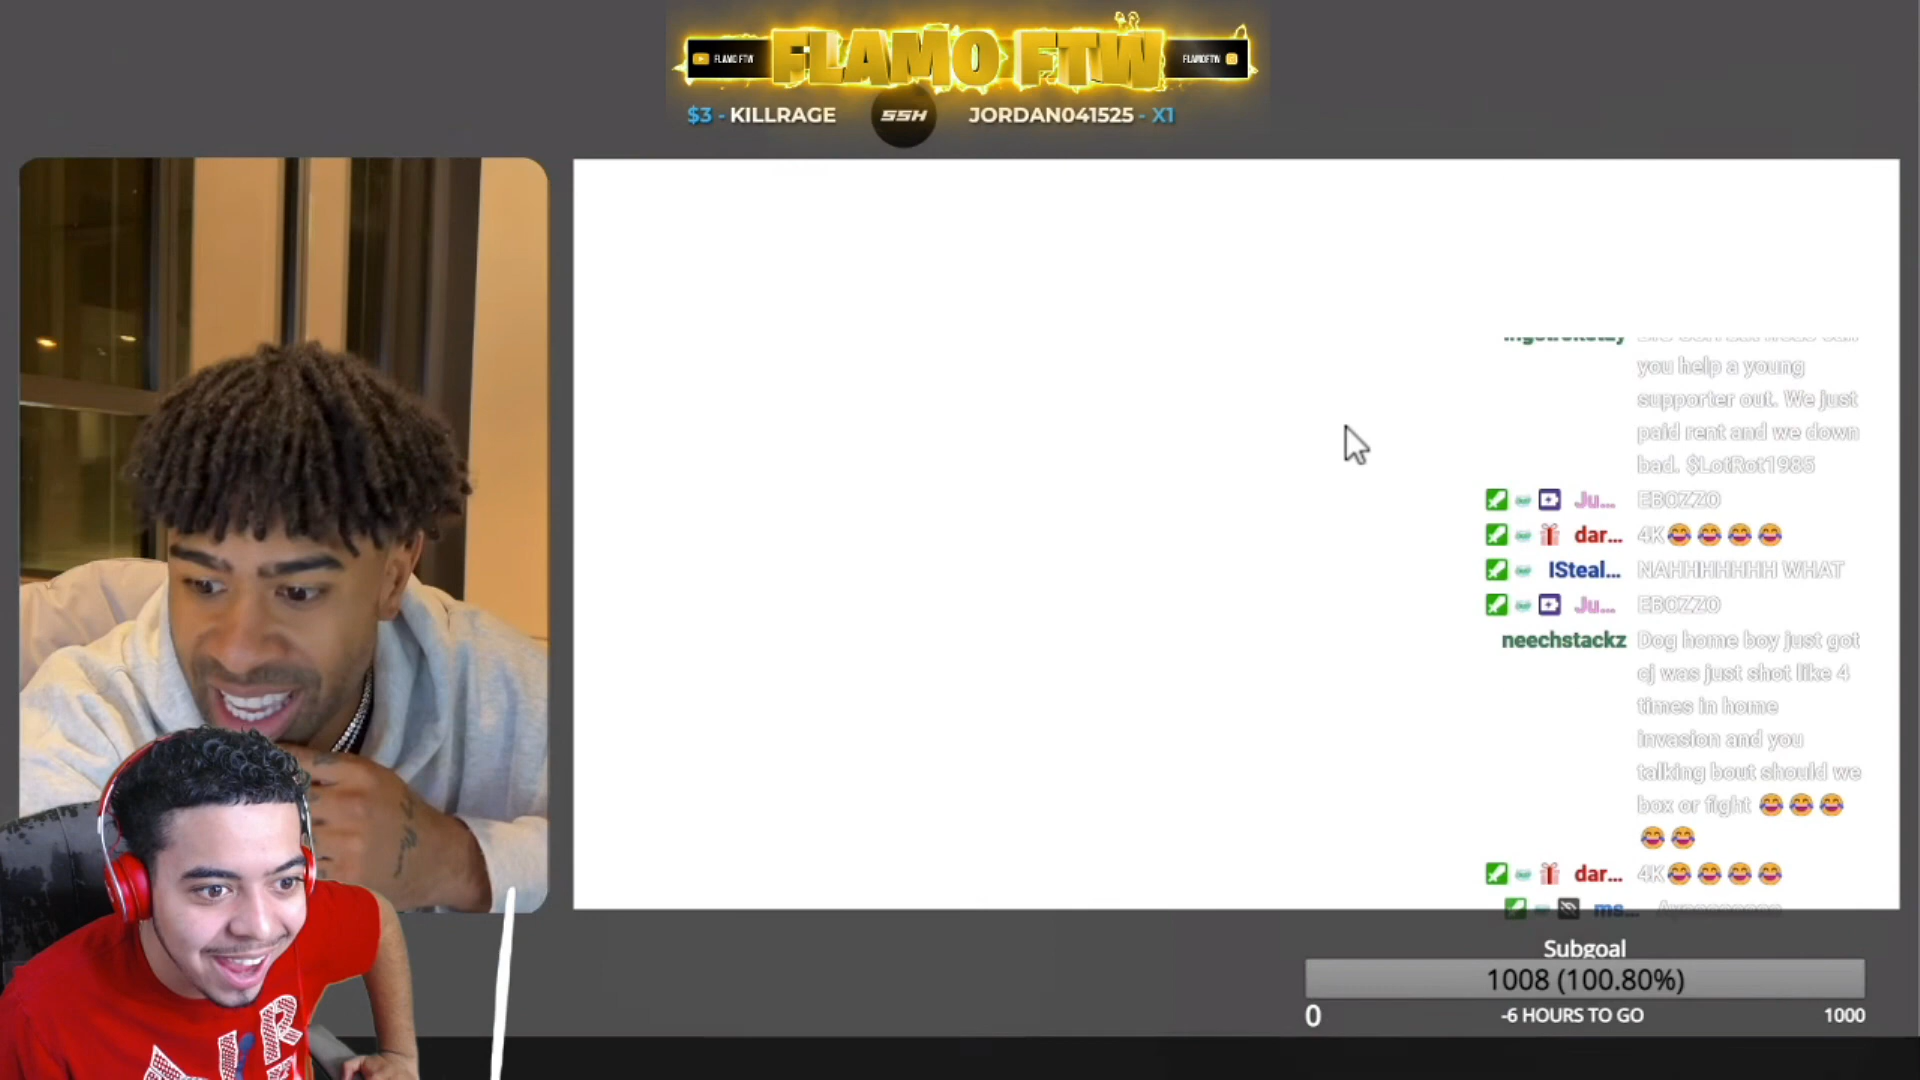 FLAMO FTW
FLAMO FTW
FLAMOFTW
$3 - KILLRAGE
SSH
JORDAN041525 - X1
you help a young
supporter out. We just
paid rent and we down
bad. $LotRot1985
Ju... EBOZZO
dar... 4K😂😂😂😂
ISteal... NAHHHHHHH WHAT
Ju... EBOZZO
neechstackz Dog home boy just got
cj was just shot like 4
times in home
invasion and you
talking bout should we
box or fight 😂😂😂
😂😂
dar... 4K😂😂😂😂
ms...
Subgoal
1008 (100.80%)
0
-6 HOURS TO GO
1000